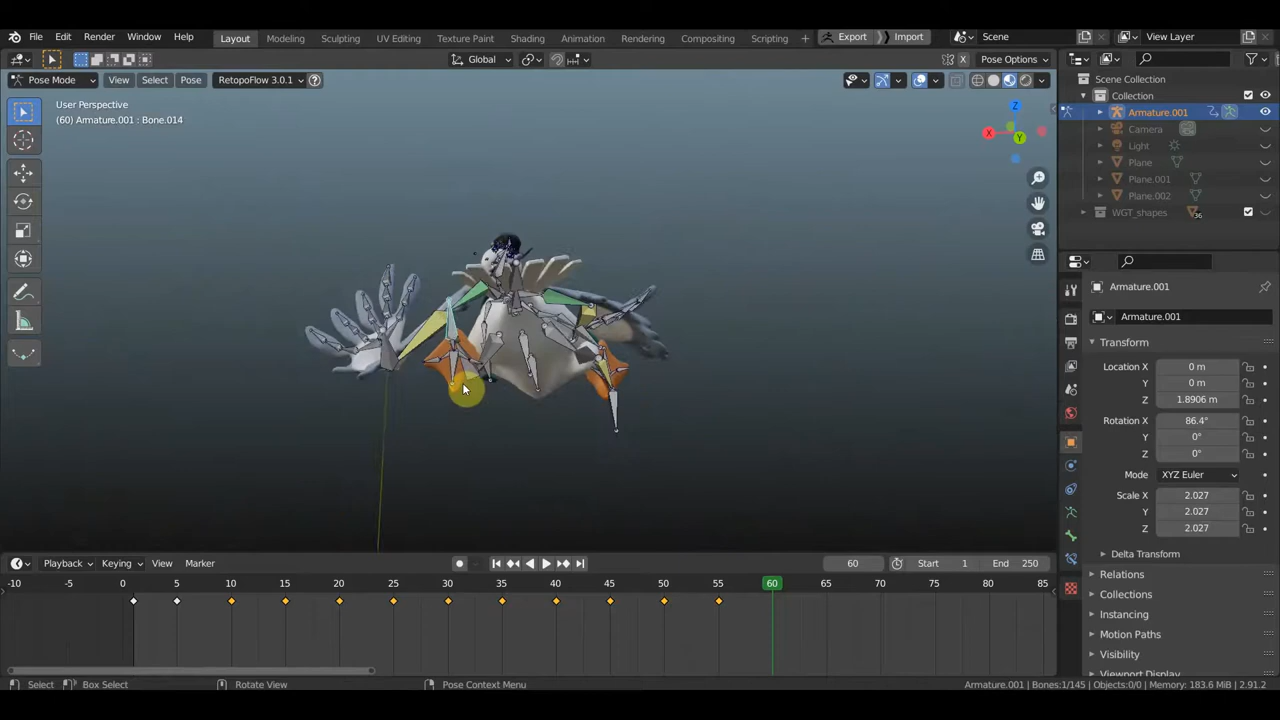 File Edit Render Window Help Layout Modeling Sculpting UV Editing Texture Paint Shading Animation Rendering Compositing Scripting + Export Import Scene View Layer
Global X Pose Options
Pose Mode View Select Pose RetopoFlow 3.0.1
User Perspective
(60) Armature.001 : Bone.014
Z
X
Y
Scene Collection
Collection
Armature.001
Camera
Light
Plane
Plane.001
Plane.002
WGT_shapes 36
Armature.001
Armature.001
Transform
Location X 0 m
Y 0 m
Z 1.8906 m
Rotation X 86.4°
Y 0°
Z 0°
Mode XYZ Euler
Scale X 2.027
Y 2.027
Z 2.027
Delta Transform
Relations
Collections
Instancing
Motion Paths
Visibility
Viewport Display
Playback Keying View Marker 60 Start 1 End 250
-10 -5 0 5 10 15 20 25 30 35 40 45 50 55 60 65 70 75 80 85
Select Box Select Rotate View Pose Context Menu Armature.001 | Bones:1/145 | Objects:0/0 | Memory: 183.6 MiB | 2.91.2